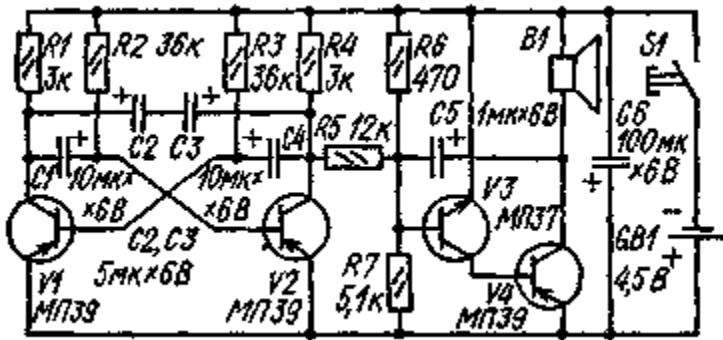 R1
3к
R2 36к
R3
36к
R4
3к
R6
470
B1
S1
C2
C3
R5 12к
C5
1мк×6В
C6
100мк
×6В
C1
10мк×
×6В
10мк×
×6В
C4
C2, C3
5мк×6В
V3
МП37
V1
МП39
V2
МП39
R7
5,1к
V4
МП39
GB1
4,5В